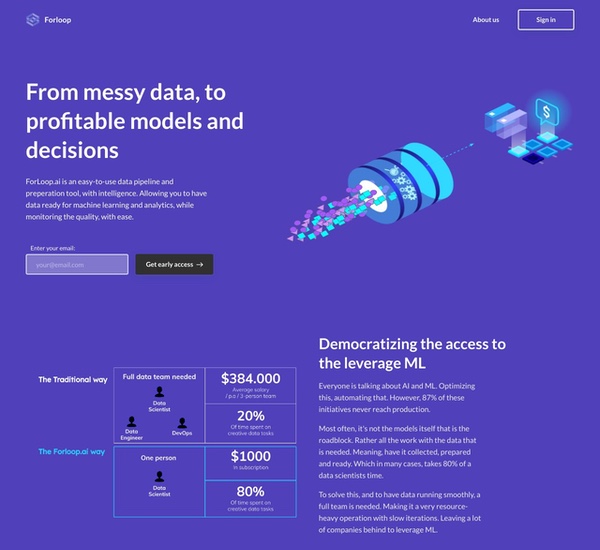 Forloop
About us
Sign in
From messy data, to
profitable models and
decisions
ForLoop.ai is an easy-to-use data pipeline and
preperation tool, with intelligence. Allowing you to have
data ready for machine learning and analytics, while
monitoring the quality, with ease.
Enter your email:
your@email.com
Get early access →
$
Democratizing the access to
the leverage ML
Everyone is talking about AI and ML. Optimizing
this, automating that. However, 87% of these
initiatives never reach production.
Most often, it's not the models itself that is the
roadblock. Rather all the work with the data that
is needed. Meaning, have it collected, prepared
and ready. Which in many cases, takes 80% of a
data scientists time.
To solve this, and to have data running smoothly, a
full team is needed. Making it a very resource-
heavy operation with slow iterations. Leaving a lot
of companies behind to leverage ML.
The Traditional way
Full data team needed
Data
Scientist
Data
Engineer
DevOps
$384.000
Average salary
/ p.a / 3-person team
20%
Of time spent on
creative data tasks
The Forloop.ai way
One person
Data
Scientist
$1000
In subscription
80%
Of time spent on
creative data tasks